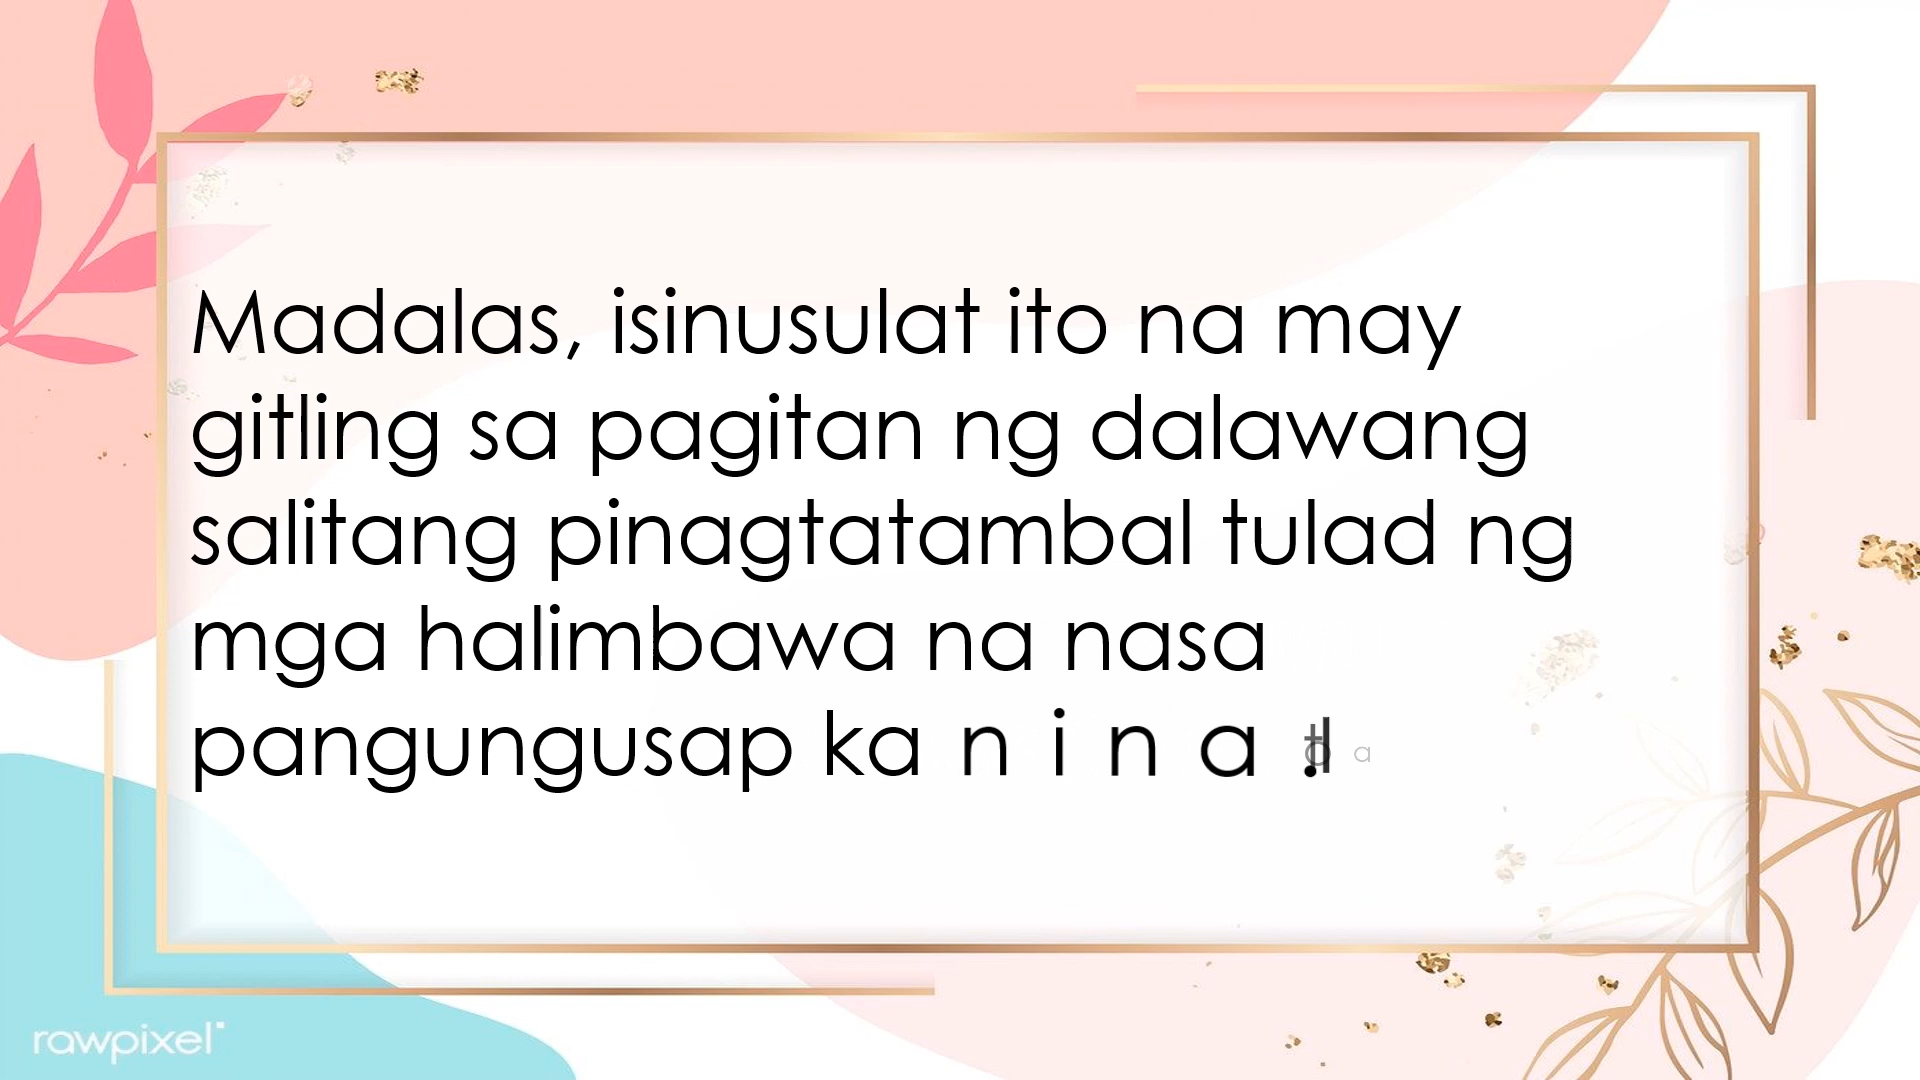 Madalas, isinusulat ito na may
gitling sa pagitan ng dalawang
salitang pinagtatambal tulad ng
mga halimbawa na nasa
pangungusap ka n i n a
rawpixel